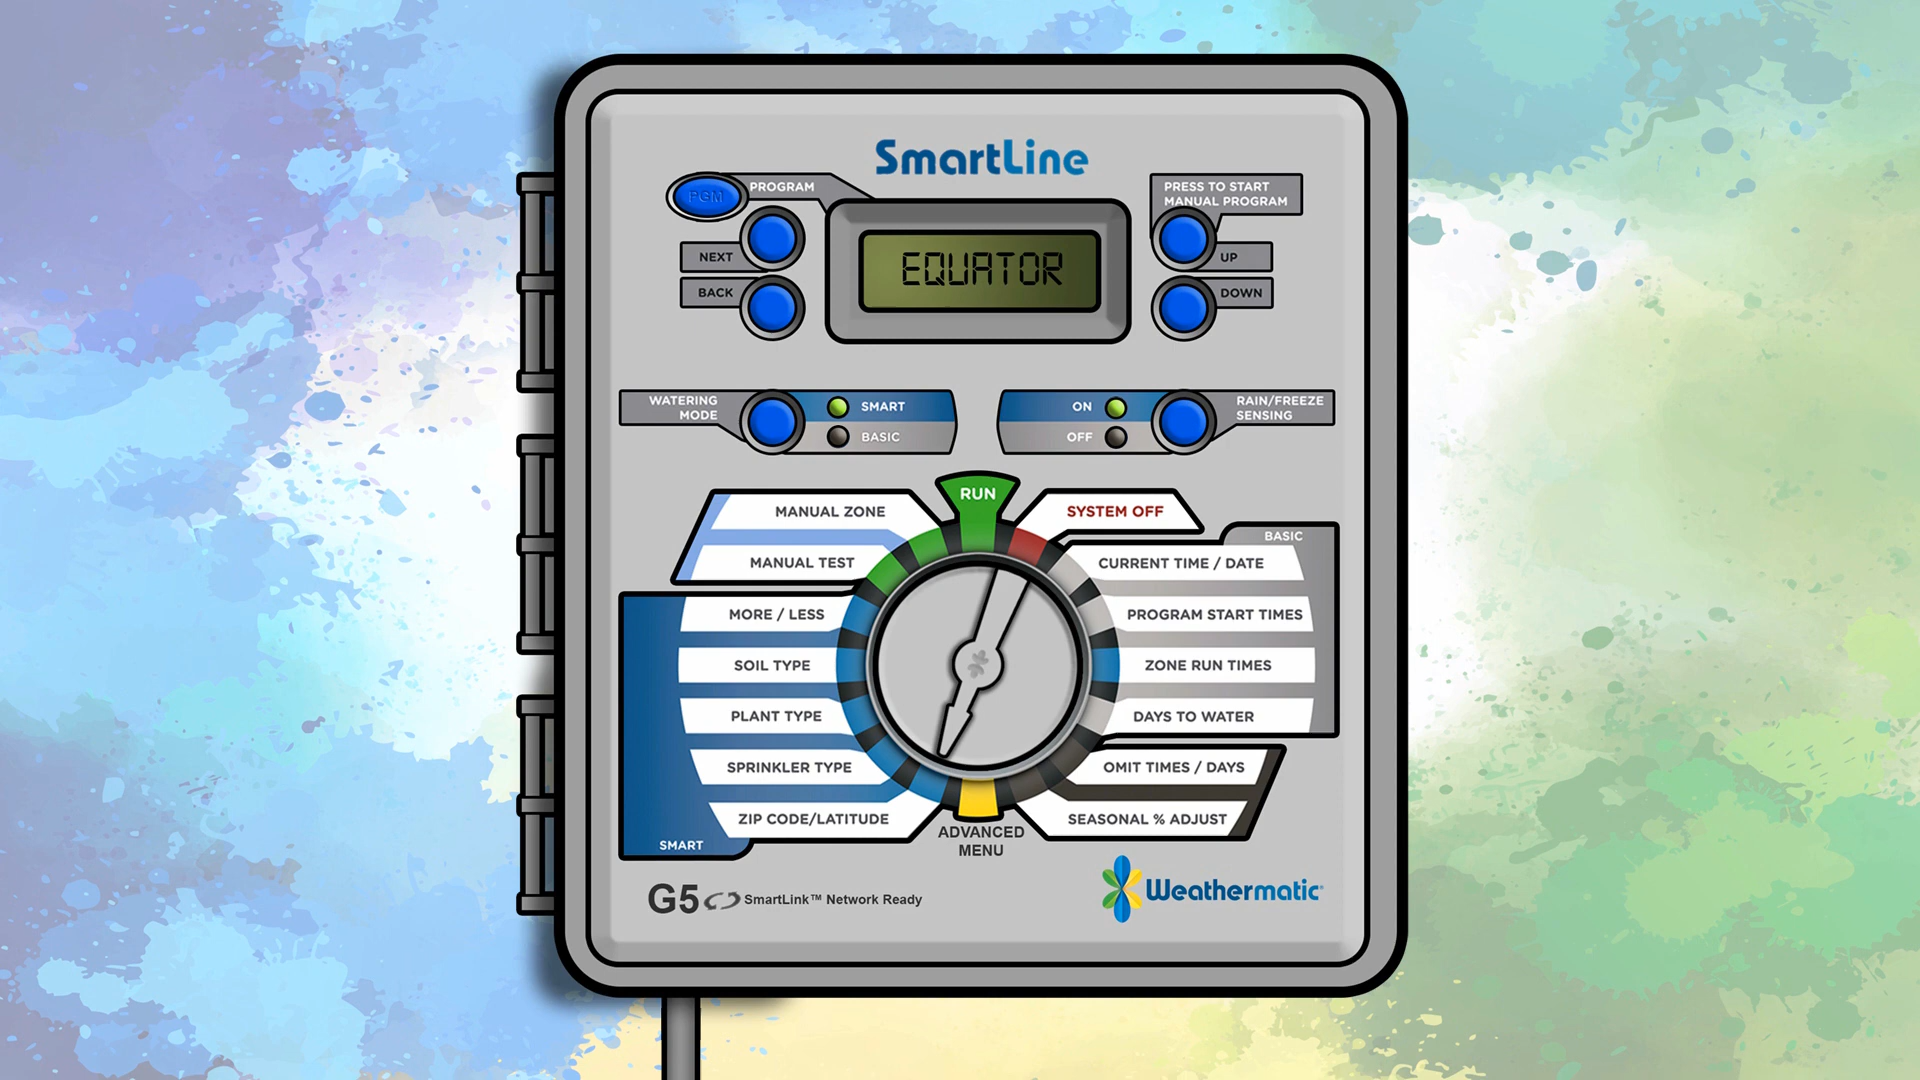 SmartLine
PGM
PROGRAM
NEXT
BACK
EQUATOR
PRESS TO START
MANUAL PROGRAM
UP
DOWN
WATERING
MODE
SMART
BASIC
ON
OFF
RAIN/FREEZE
SENSING
RUN
MANUAL ZONE
MANUAL TEST
MORE / LESS
SOIL TYPE
PLANT TYPE
SPRINKLER TYPE
ZIP CODE/LATITUDE
SMART
SYSTEM OFF
BASIC
CURRENT TIME / DATE
PROGRAM START TIMES
ZONE RUN TIMES
DAYS TO WATER
OMIT TIMES / DAYS
SEASONAL % ADJUST
ADVANCED
MENU
G5 SmartLink™ Network Ready
Weathermatic